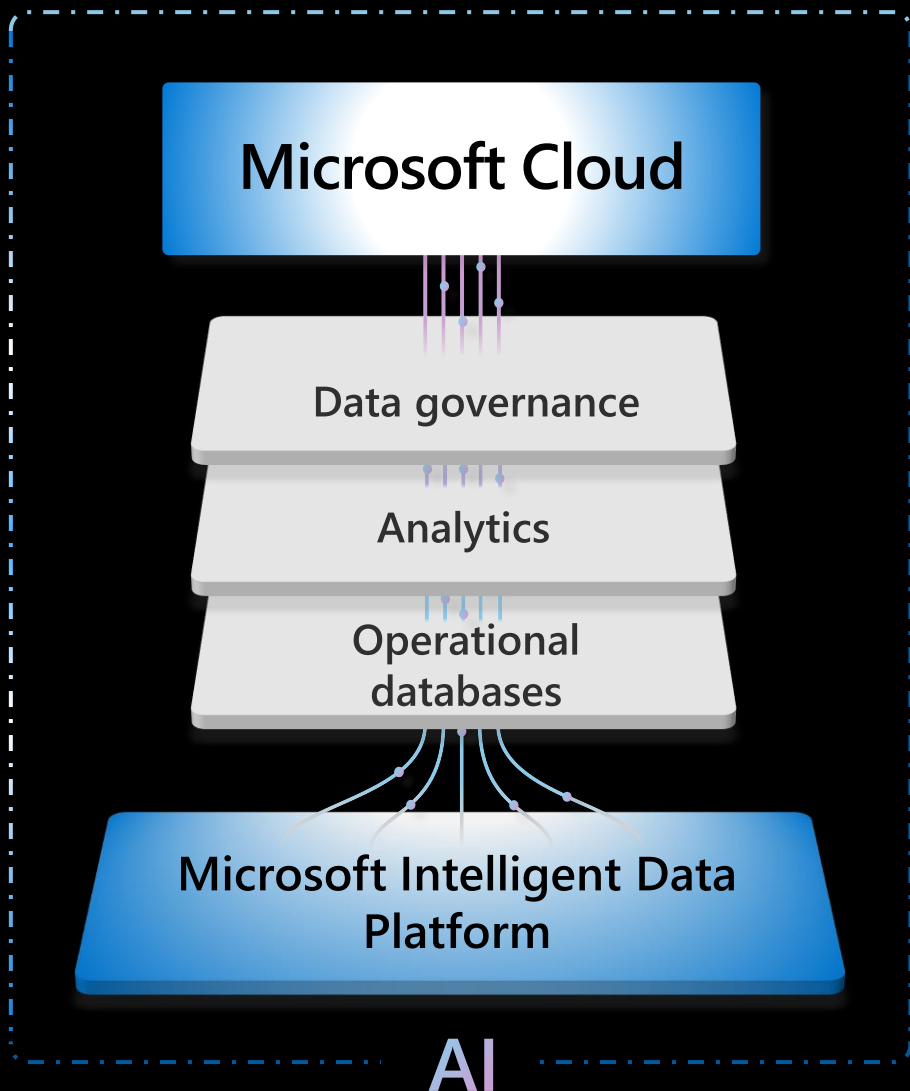 Microsoft Cloud
Data governance
Analytics
Operational
databases
Microsoft Intelligent Data
Platform
AI